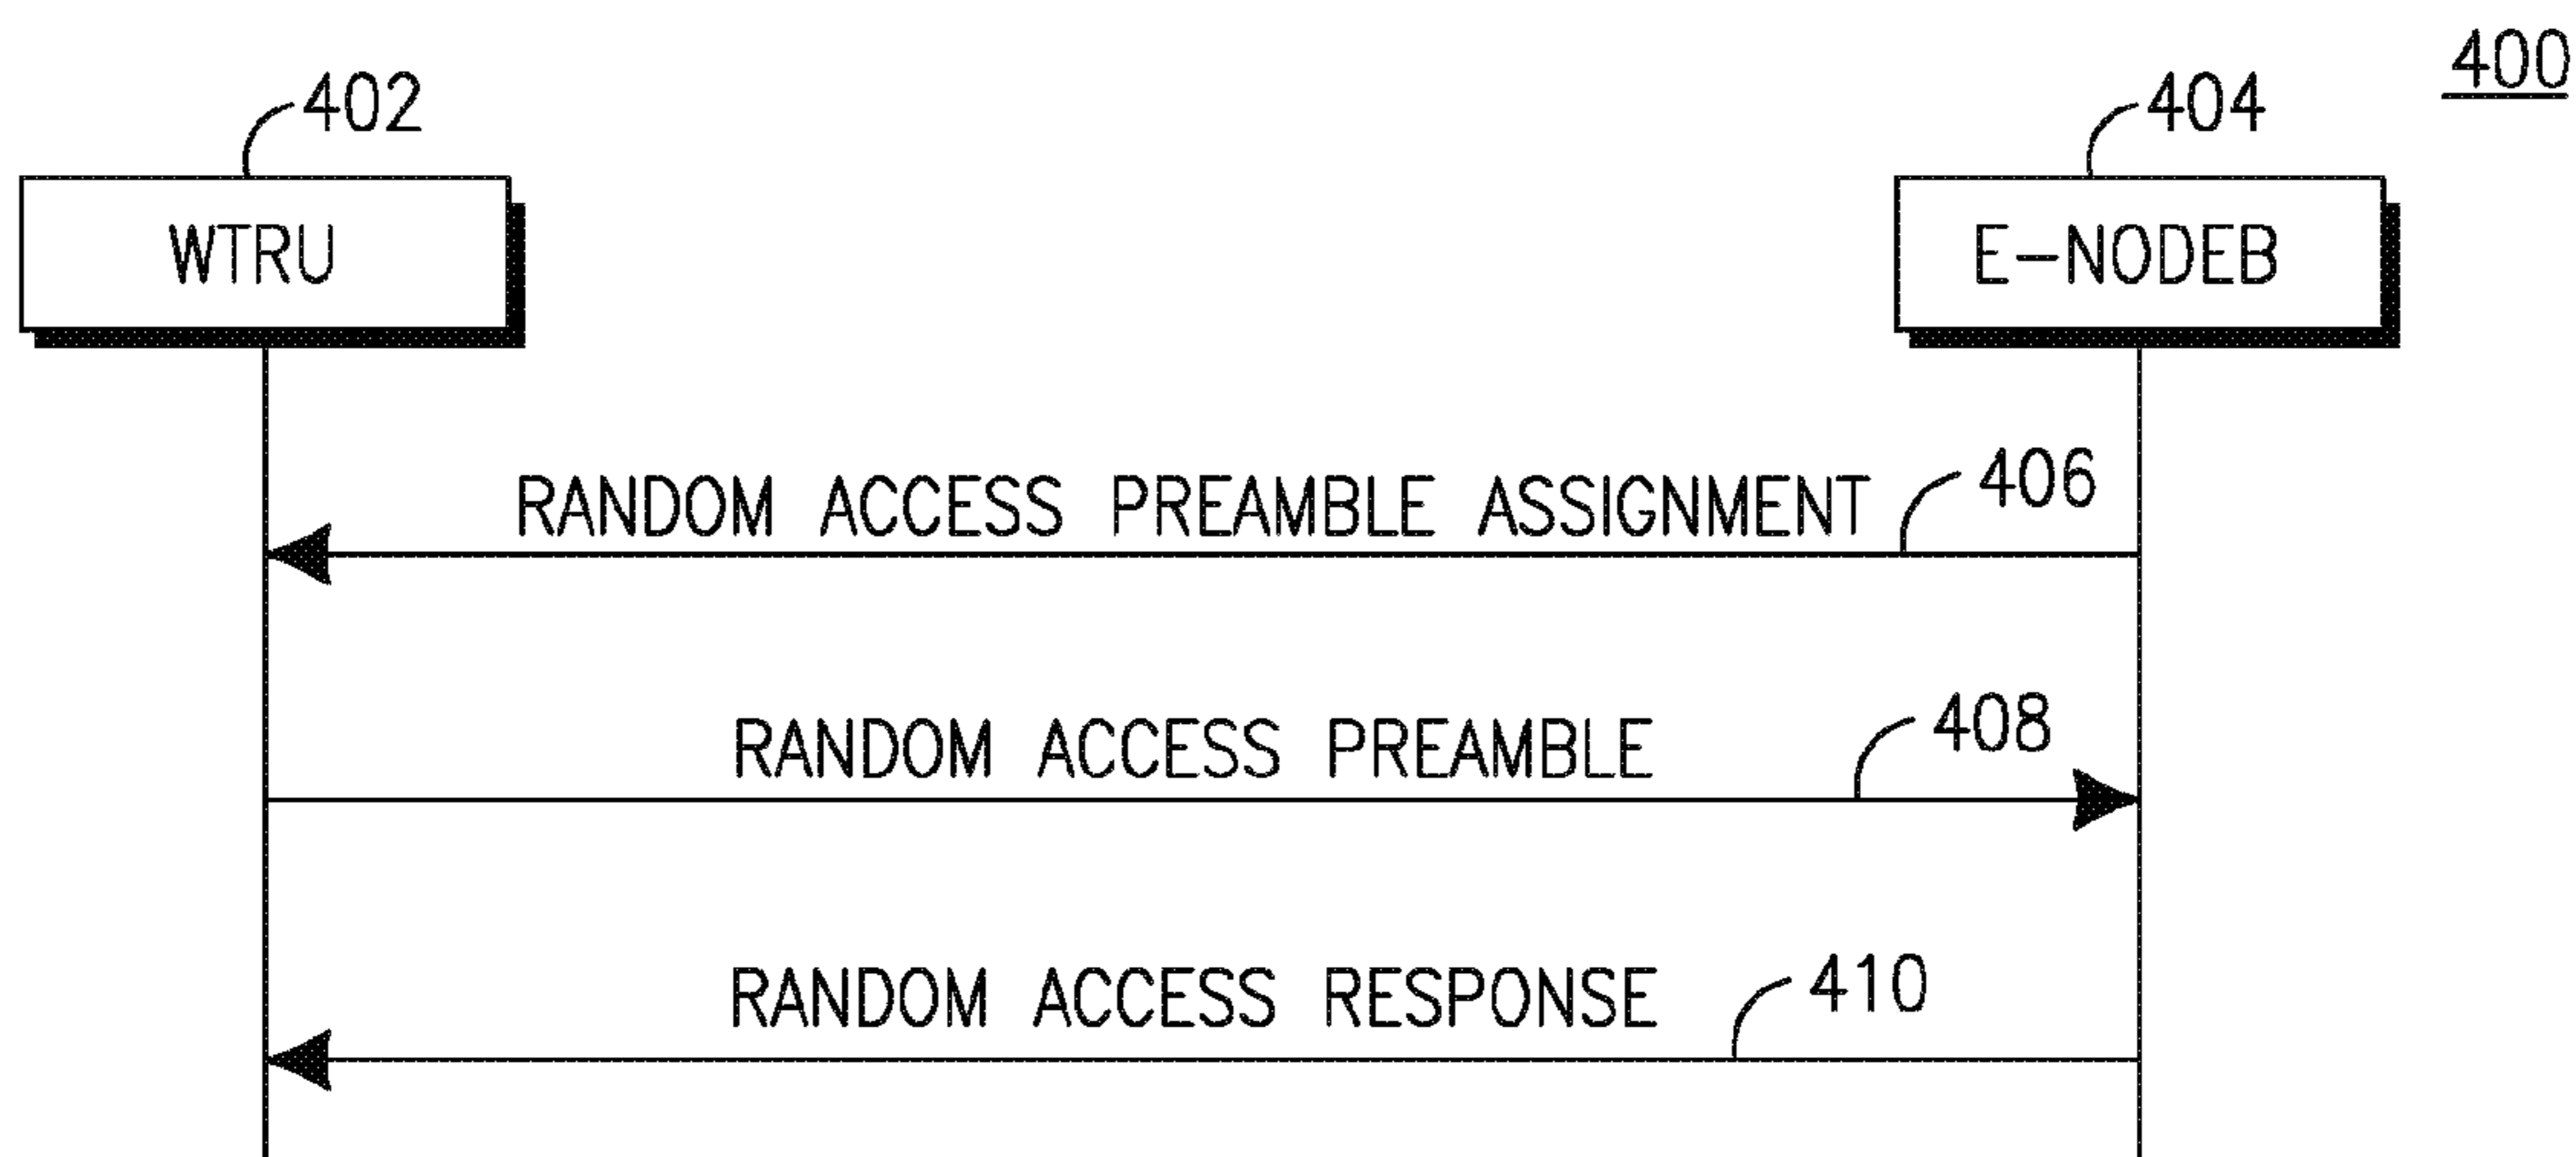 400
402
404
WTRU
E-NODEB
RANDOM ACCESS PREAMBLE ASSIGNMENT
406
RANDOM ACCESS PREAMBLE
408
RANDOM ACCESS RESPONSE
410